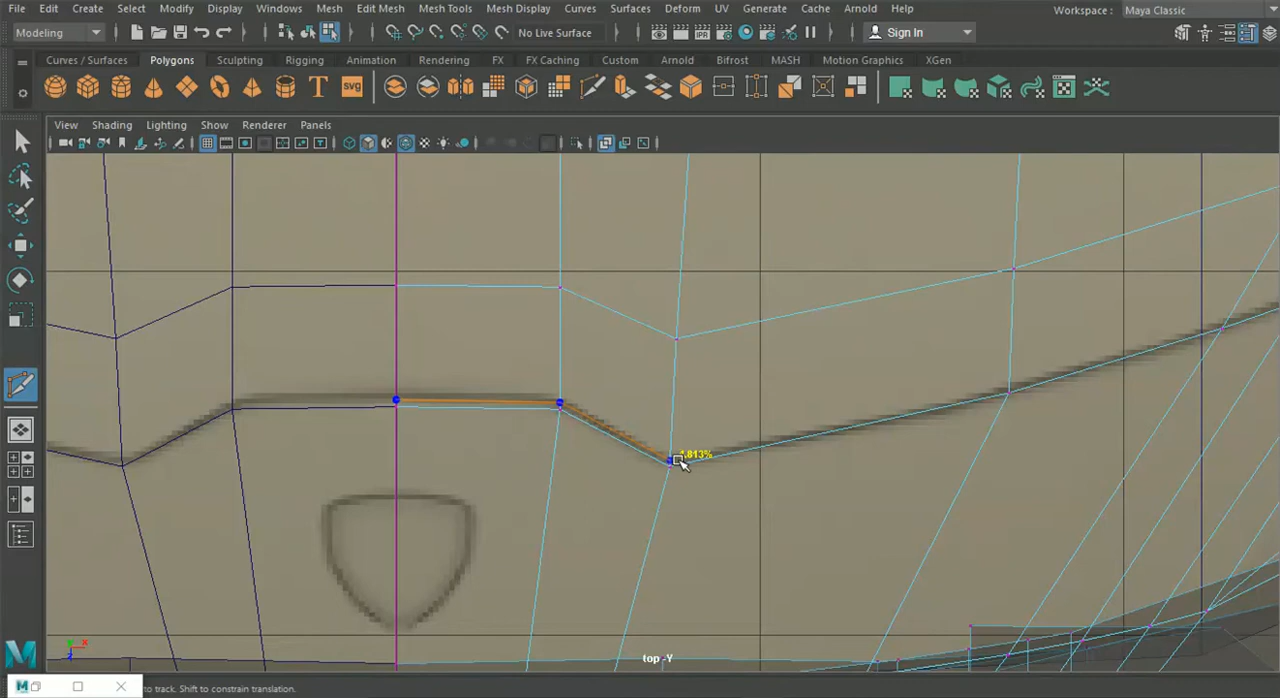 File Edit Create Select Modify Display Windows Mesh Edit Mesh Mesh Tools Mesh Display Curves Surfaces Deform UV Generate Cache Arnold Help Workspace : Maya Classic
Modeling No Live Surface Sign In
Curves / Surfaces Polygons Sculpting Rigging Animation Rendering FX FX Caching Custom Arnold Bifrost MASH Motion Graphics XGen
T SVG
View Shading Lighting Show Renderer Panels
.813%
top -Y
to track. Shift to constrain translation.